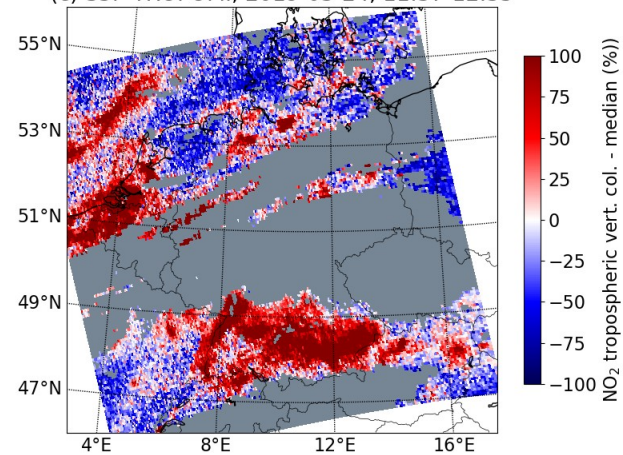 55°N
53°N
51°N
49°N
47°N
4°E 8°E 12°E 16°E
100
75
50
25
0
−25
−50
−75
−100
NO₂ tropospheric vert. col. - median (%))